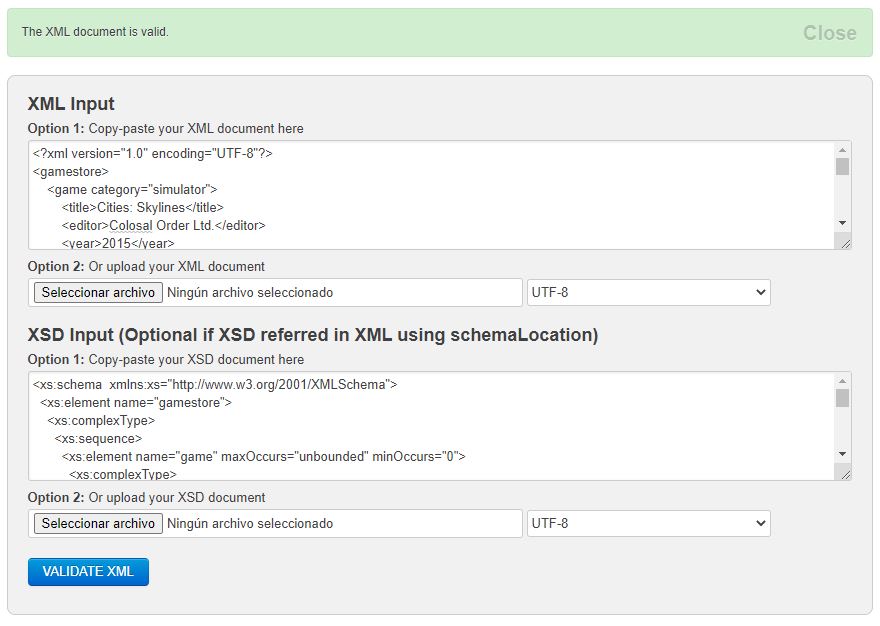 The XML document is valid.
Close
XML Input
Option 1: Copy-paste your XML document here
<?xml version="1.0" encoding="UTF-8"?>
<gamestore>
<game category="simulator">
<title>Cities: Skylines</title>
<editor>Colosal Order Ltd.</editor>
<year>2015</year>
Option 2: Or upload your XML document
Seleccionar archivo Ningún archivo seleccionado UTF-8
XSD Input (Optional if XSD referred in XML using schemaLocation)
Option 1: Copy-paste your XSD document here
<xs:schema  xmlns:xs="http://www.w3.org/2001/XMLSchema">
<xs:element name="gamestore">
<xs:complexType>
<xs:sequence>
<xs:element name="game" maxOccurs="unbounded" minOccurs="0">
<xs:complexType>
Option 2: Or upload your XSD document
Seleccionar archivo Ningún archivo seleccionado UTF-8
VALIDATE XML